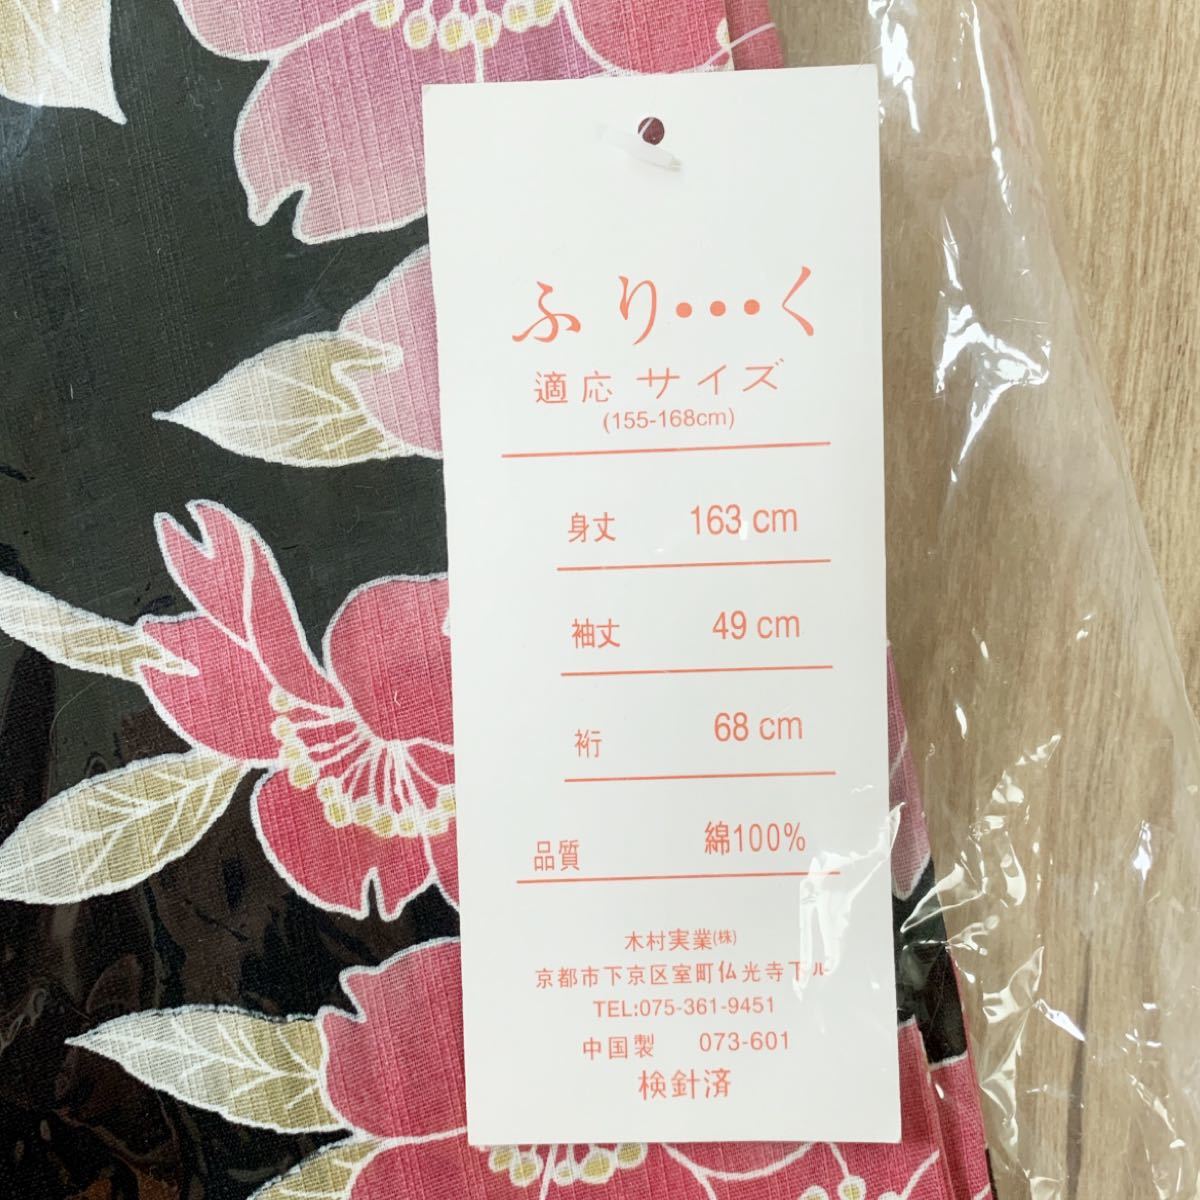 ふり•••く
適応サイズ
(155-168cm)
身丈 163 cm
袖丈 49 cm
裄 68 cm
品質 綿100%
木村実業㈱
京都市下京区室町仏光寺下ル
TEL:075-361-9451
中国製 073-601
検針済